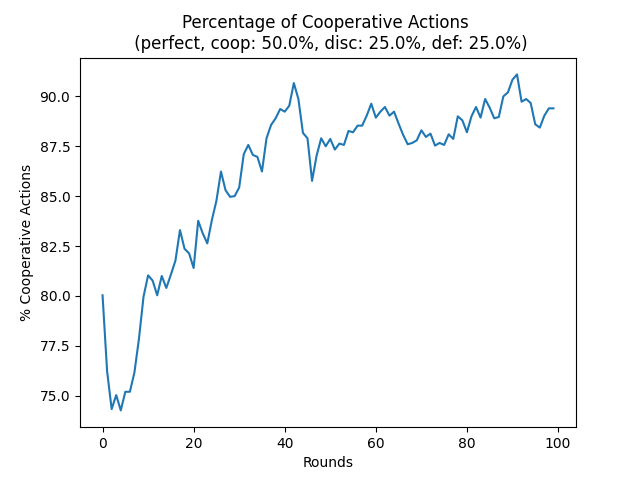 Percentage of Cooperative Actions
(perfect, coop: 50.0%, disc: 25.0%, def: 25.0%)
% Cooperative Actions
90.0
87.5
85.0
82.5
80.0
77.5
75.0
0 20 40 60 80 100
Rounds